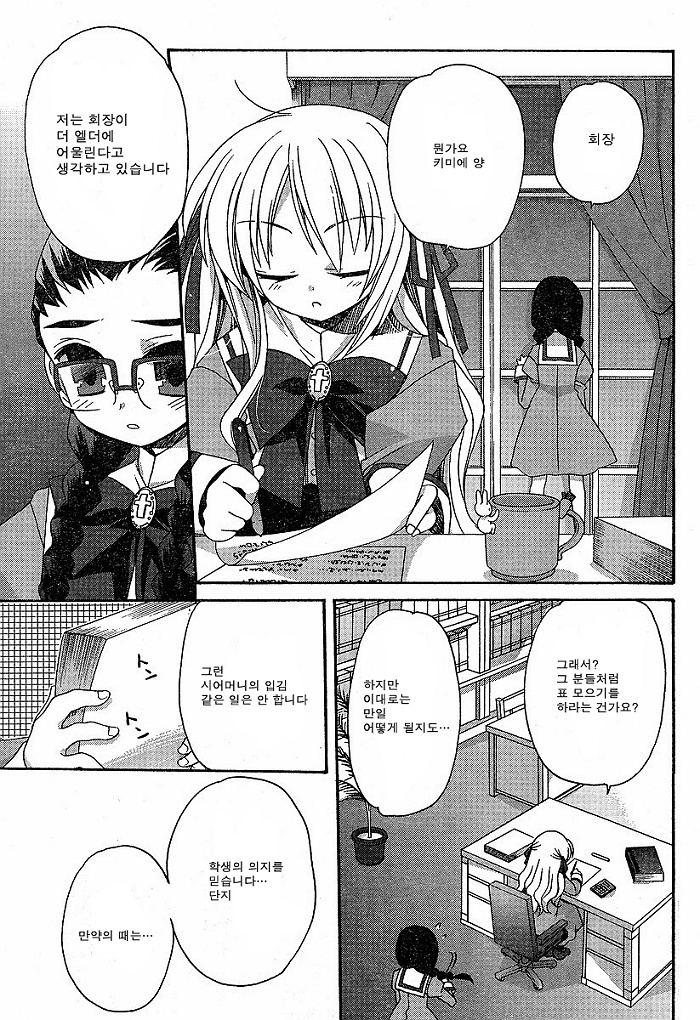 회장
뭔가요
키미에 양
저는 회장이
더 엘더에
어울린다고
생각하고 있습니다
그래서?
그 분들처럼
표 모으기를
하라는 건가요?
하지만
이대로는
만일
어떻게 될지도…
그런
시어머니의 입김
같은 일은 안 합니다
トン
トン
학생의 의지를
믿습니다…
단지
만약의 때는…